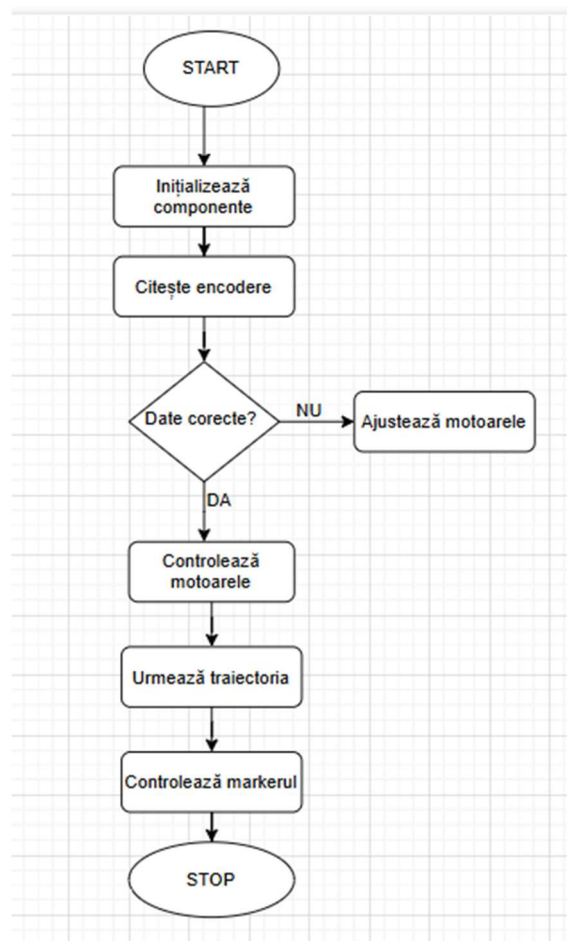 START
Inițializează
componente
Citește encodere
Date corecte?
NU
Ajustează motoarele
DA
Controlează
motoarele
Urmează traiectoria
Controlează markerul
STOP